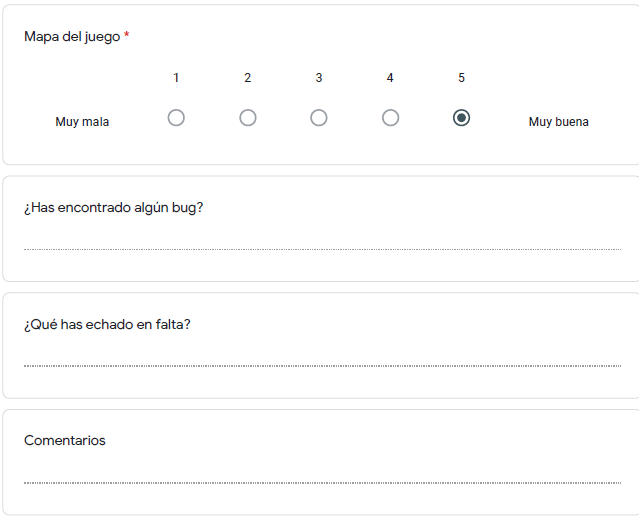 Mapa del juego *
1 2 3 4 5
Muy mala Muy buena
¿Has encontrado algún bug?
¿Qué has echado en falta?
Comentarios